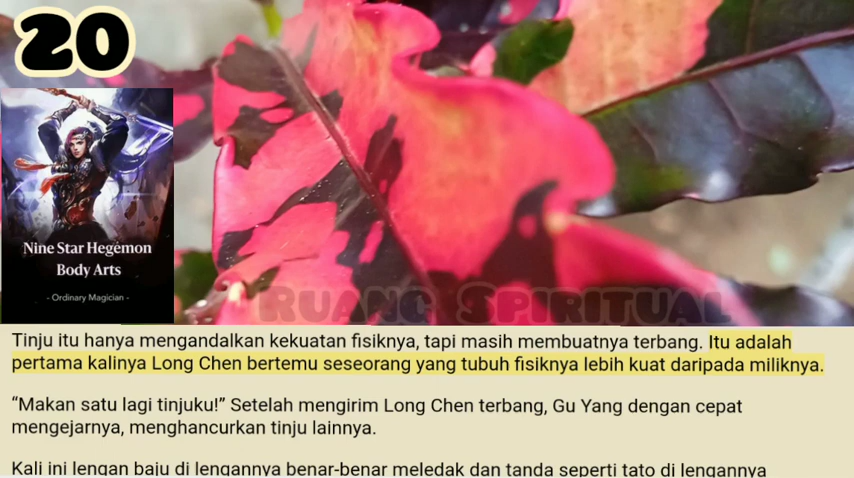 20
Nine Star Hegemon
Body Arts
- Ordinary Magician -
Ruang Spiritual
Tinju itu hanya mengandalkan kekuatan fisiknya, tapi masih membuatnya terbang. Itu adalah
pertama kalinya Long Chen bertemu seseorang yang tubuh fisiknya lebih kuat daripada miliknya.
“Makan satu lagi tinjuku!” Setelah mengirim Long Chen terbang, Gu Yang dengan cepat
mengejarnya, menghancurkan tinju lainnya.
Kali ini lengan baju di lengannya benar-benar meledak dan tanda seperti tato di lengannya